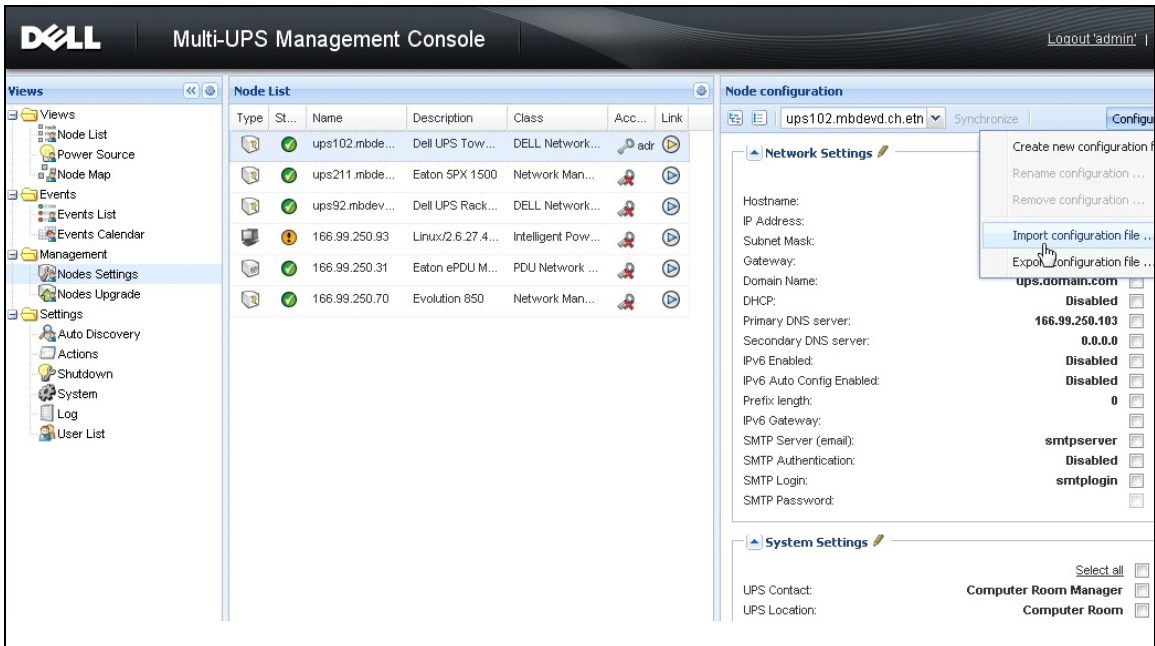 DELL
Multi-UPS Management Console
Logout 'admin' |
Views
Views
Node List
Power Source
Node Map
Events
Events List
Events Calendar
Management
Nodes Settings
Nodes Upgrade
Settings
Auto Discovery
Actions
Shutdown
System
Log
User List
Node List
Type St... Name Description Class Acc... Link
ups102.mbde... Dell UPS Tow... DELL Network... adr
ups211.mbde... Eaton 5PX 1500 Network Man...
ups92.mbdev... Dell UPS Rack... DELL Network...
166.99.250.93 Linux/2.6.27.4... Intelligent Pow...
166.99.250.31 Eaton ePDU M... PDU Network ...
166.99.250.70 Evolution 850 Network Man...
Node configuration
ups102.mbdevd.ch.etn Synchronize Configu
Create new configuration f
Rename configuration ...
Remove configuration ...
Import configuration file ...
Export configuration file ...
Network Settings
Hostname:
IP Address:
Subnet Mask:
Gateway:
Domain Name: ups.domain.com
DHCP: Disabled
Primary DNS server: 166.99.250.103
Secondary DNS server: 0.0.0.0
IPv6 Enabled: Disabled
IPv6 Auto Config Enabled: Disabled
Prefix length: 0
IPv6 Gateway:
SMTP Server (email): smtpserver
SMTP Authentication: Disabled
SMTP Login: smtplogin
SMTP Password:
System Settings
Select all
UPS Contact: Computer Room Manager
UPS Location: Computer Room